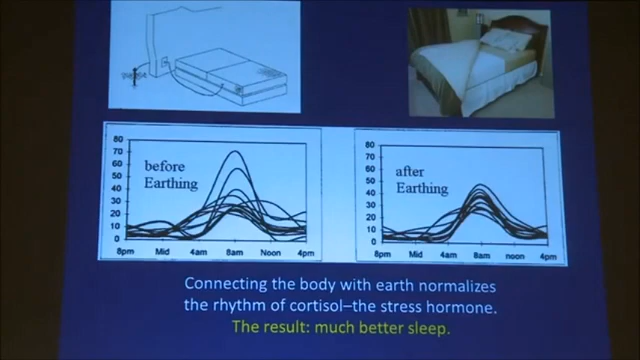 before
Earthing
80
70
60
50
40
30
20
10
0
8pm Mid 4am 8am Noon 4pm
after
Earthing
80
70
60
50
40
30
20
10
0
8pm Mid 4am 8am noon 4pm
Connecting the body with earth normalizes
the rhythm of cortisol–the stress hormone.
The result: much better sleep.